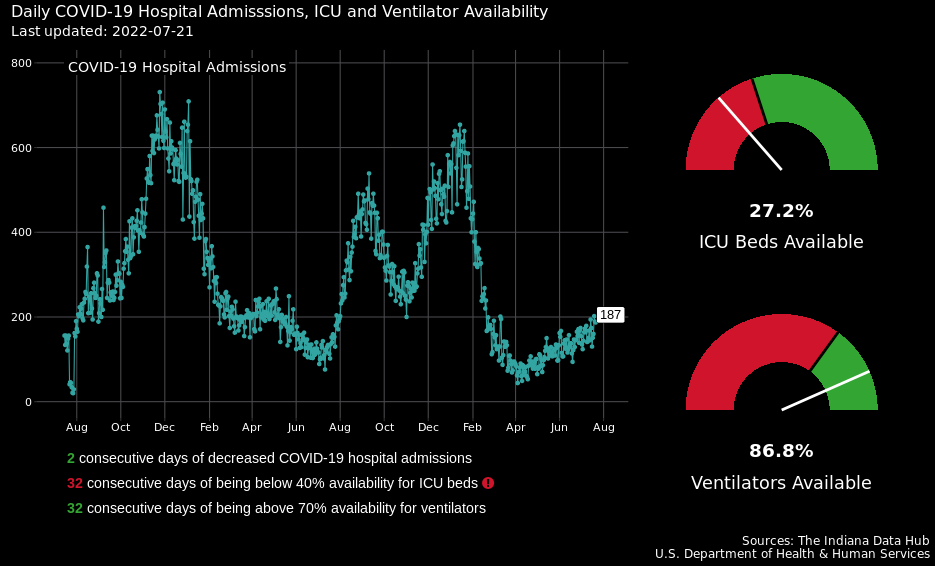 Daily COVID-19 Hospital Admisssions, ICU and Ventilator Availability
Last updated: 2022-07-21
COVID-19 Hospital Admissions
800
600
400
200
0
187
Aug Oct Dec Feb Apr Jun Aug Oct Dec Feb Apr Jun Aug
27.2%
ICU Beds Available
86.8%
Ventilators Available
2 consecutive days of decreased COVID-19 hospital admissions
32 consecutive days of being below 40% availability for ICU beds !
32 consecutive days of being above 70% availability for ventilators
Sources: The Indiana Data Hub
U.S. Department of Health & Human Services